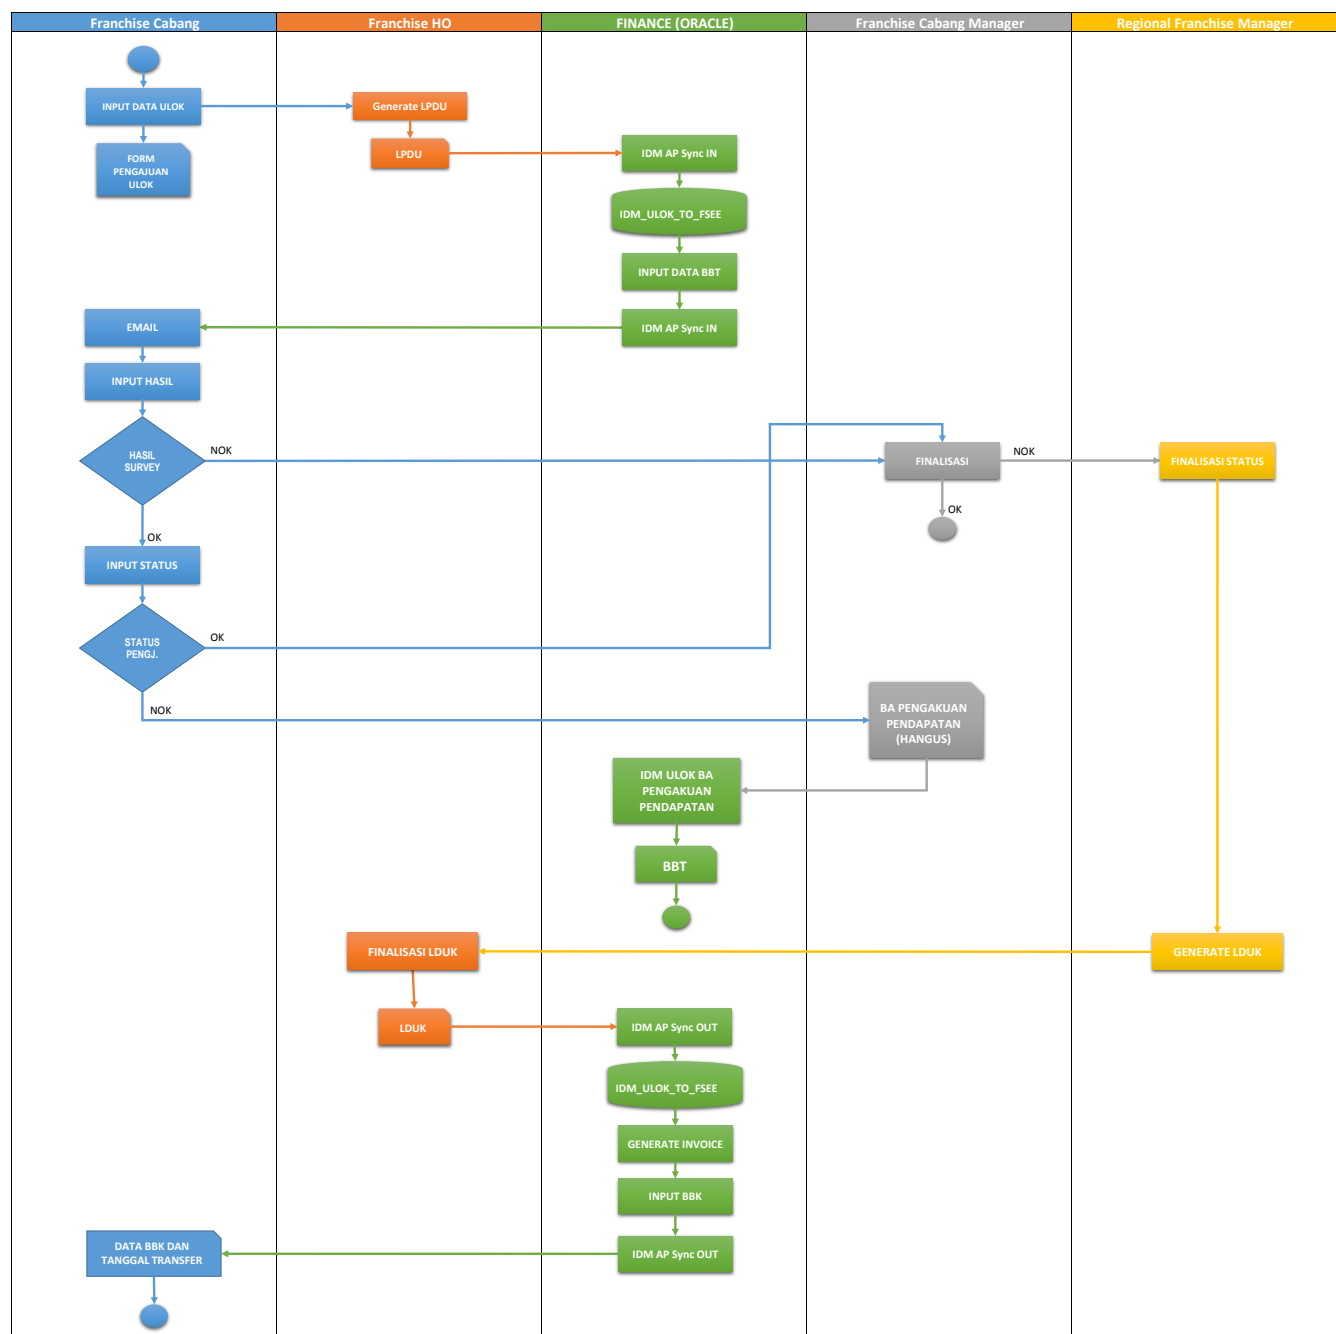 Franchise Cabang
Franchise HO
FINANCE (ORACLE)
Franchise Cabang Manager
Regional Franchise Manager
INPUT DATA ULOK
Generate LPDU
FORM
PENGAJUAN
ULOK
LPDU
IDM AP Sync IN
IDM_ULOK_TO_FSEE
INPUT DATA BBT
EMAIL
IDM AP Sync IN
INPUT HASIL
HASIL
SURVEY
NOK
FINALISASI
NOK
FINALISASI STATUS
OK
OK
INPUT STATUS
STATUS
PENGJ.
OK
NOK
BA PENGAKUAN
PENDAPATAN
(HANGUS)
IDM ULOK BA
PENGAKUAN
PENDAPATAN
BBT
FINALISASI LDUK
GENERATE LDUK
LDUK
IDM AP Sync OUT
IDM_ULOK_TO_FSEE
GENERATE INVOICE
INPUT BBK
DATA BBK DAN
TANGGAL TRANSFER
IDM AP Sync OUT